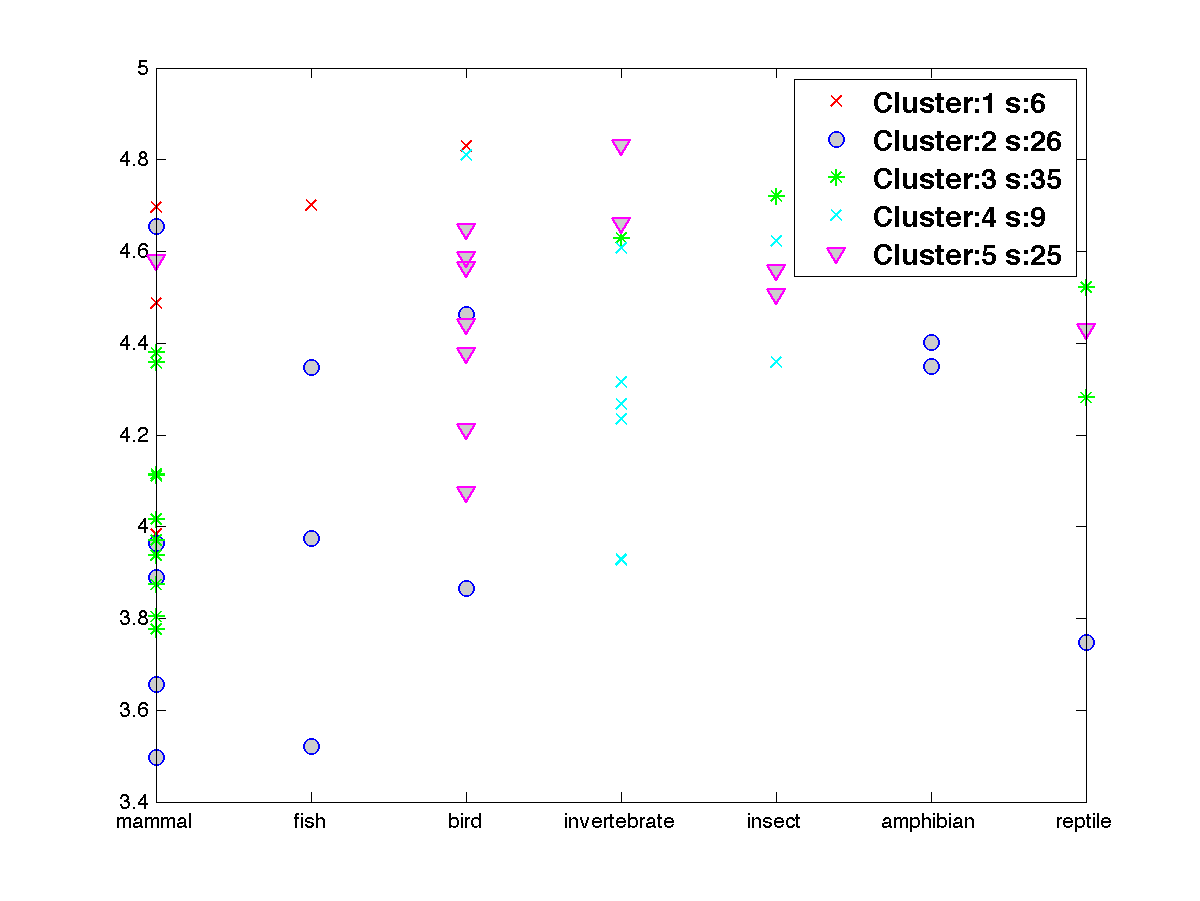 5
4.8
4.6
4.4
4.2
4
3.8
3.6
3.4
mammal fish bird invertebrate insect amphibian reptile
Cluster:1 s:6
Cluster:2 s:26
Cluster:3 s:35
Cluster:4 s:9
Cluster:5 s:25